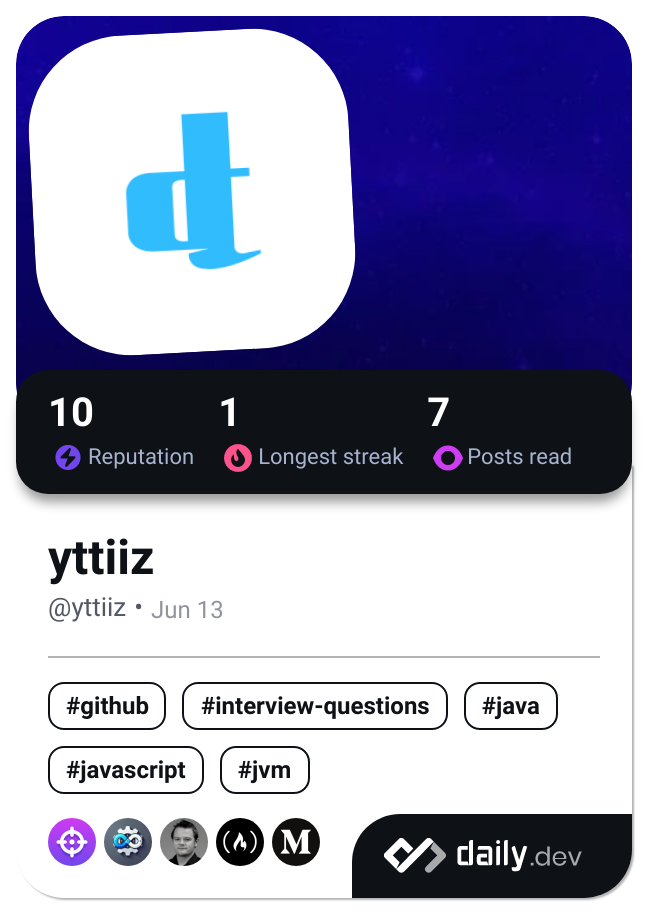 d
10 1 7
Reputation Longest streak Posts read
yttiiz
@yttiiz • Jun 13
#github #interview-questions #java
#javascript #jvm
M
daily.dev